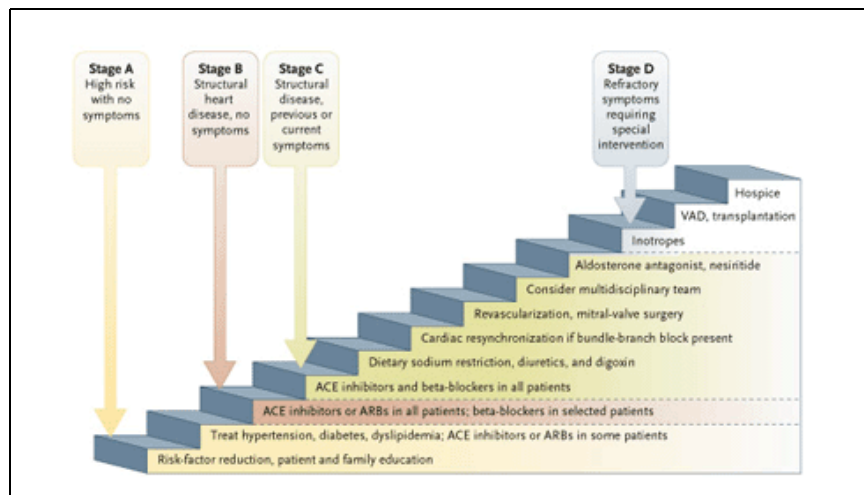 Stage A
High risk
with no
symptoms
Stage B
Structural
heart
disease, no
symptoms
Stage C
Structural
disease,
previous or
current
symptoms
Stage D
Refractory
symptoms
requiring
special
intervention
Hospice
VAD, transplantation
Inotropes
Aldosterone antagonist, nesiritide
Consider multidisciplinary team
Revascularization, mitral-valve surgery
Cardiac resynchronization if bundle-branch block present
Dietary sodium restriction, diuretics, and digoxin
ACE inhibitors and beta-blockers in all patients
ACE inhibitors or ARBs in all patients; beta-blockers in selected patients
Treat hypertension, diabetes, dyslipidemia; ACE inhibitors or ARBs in some patients
Risk-factor reduction, patient and family education